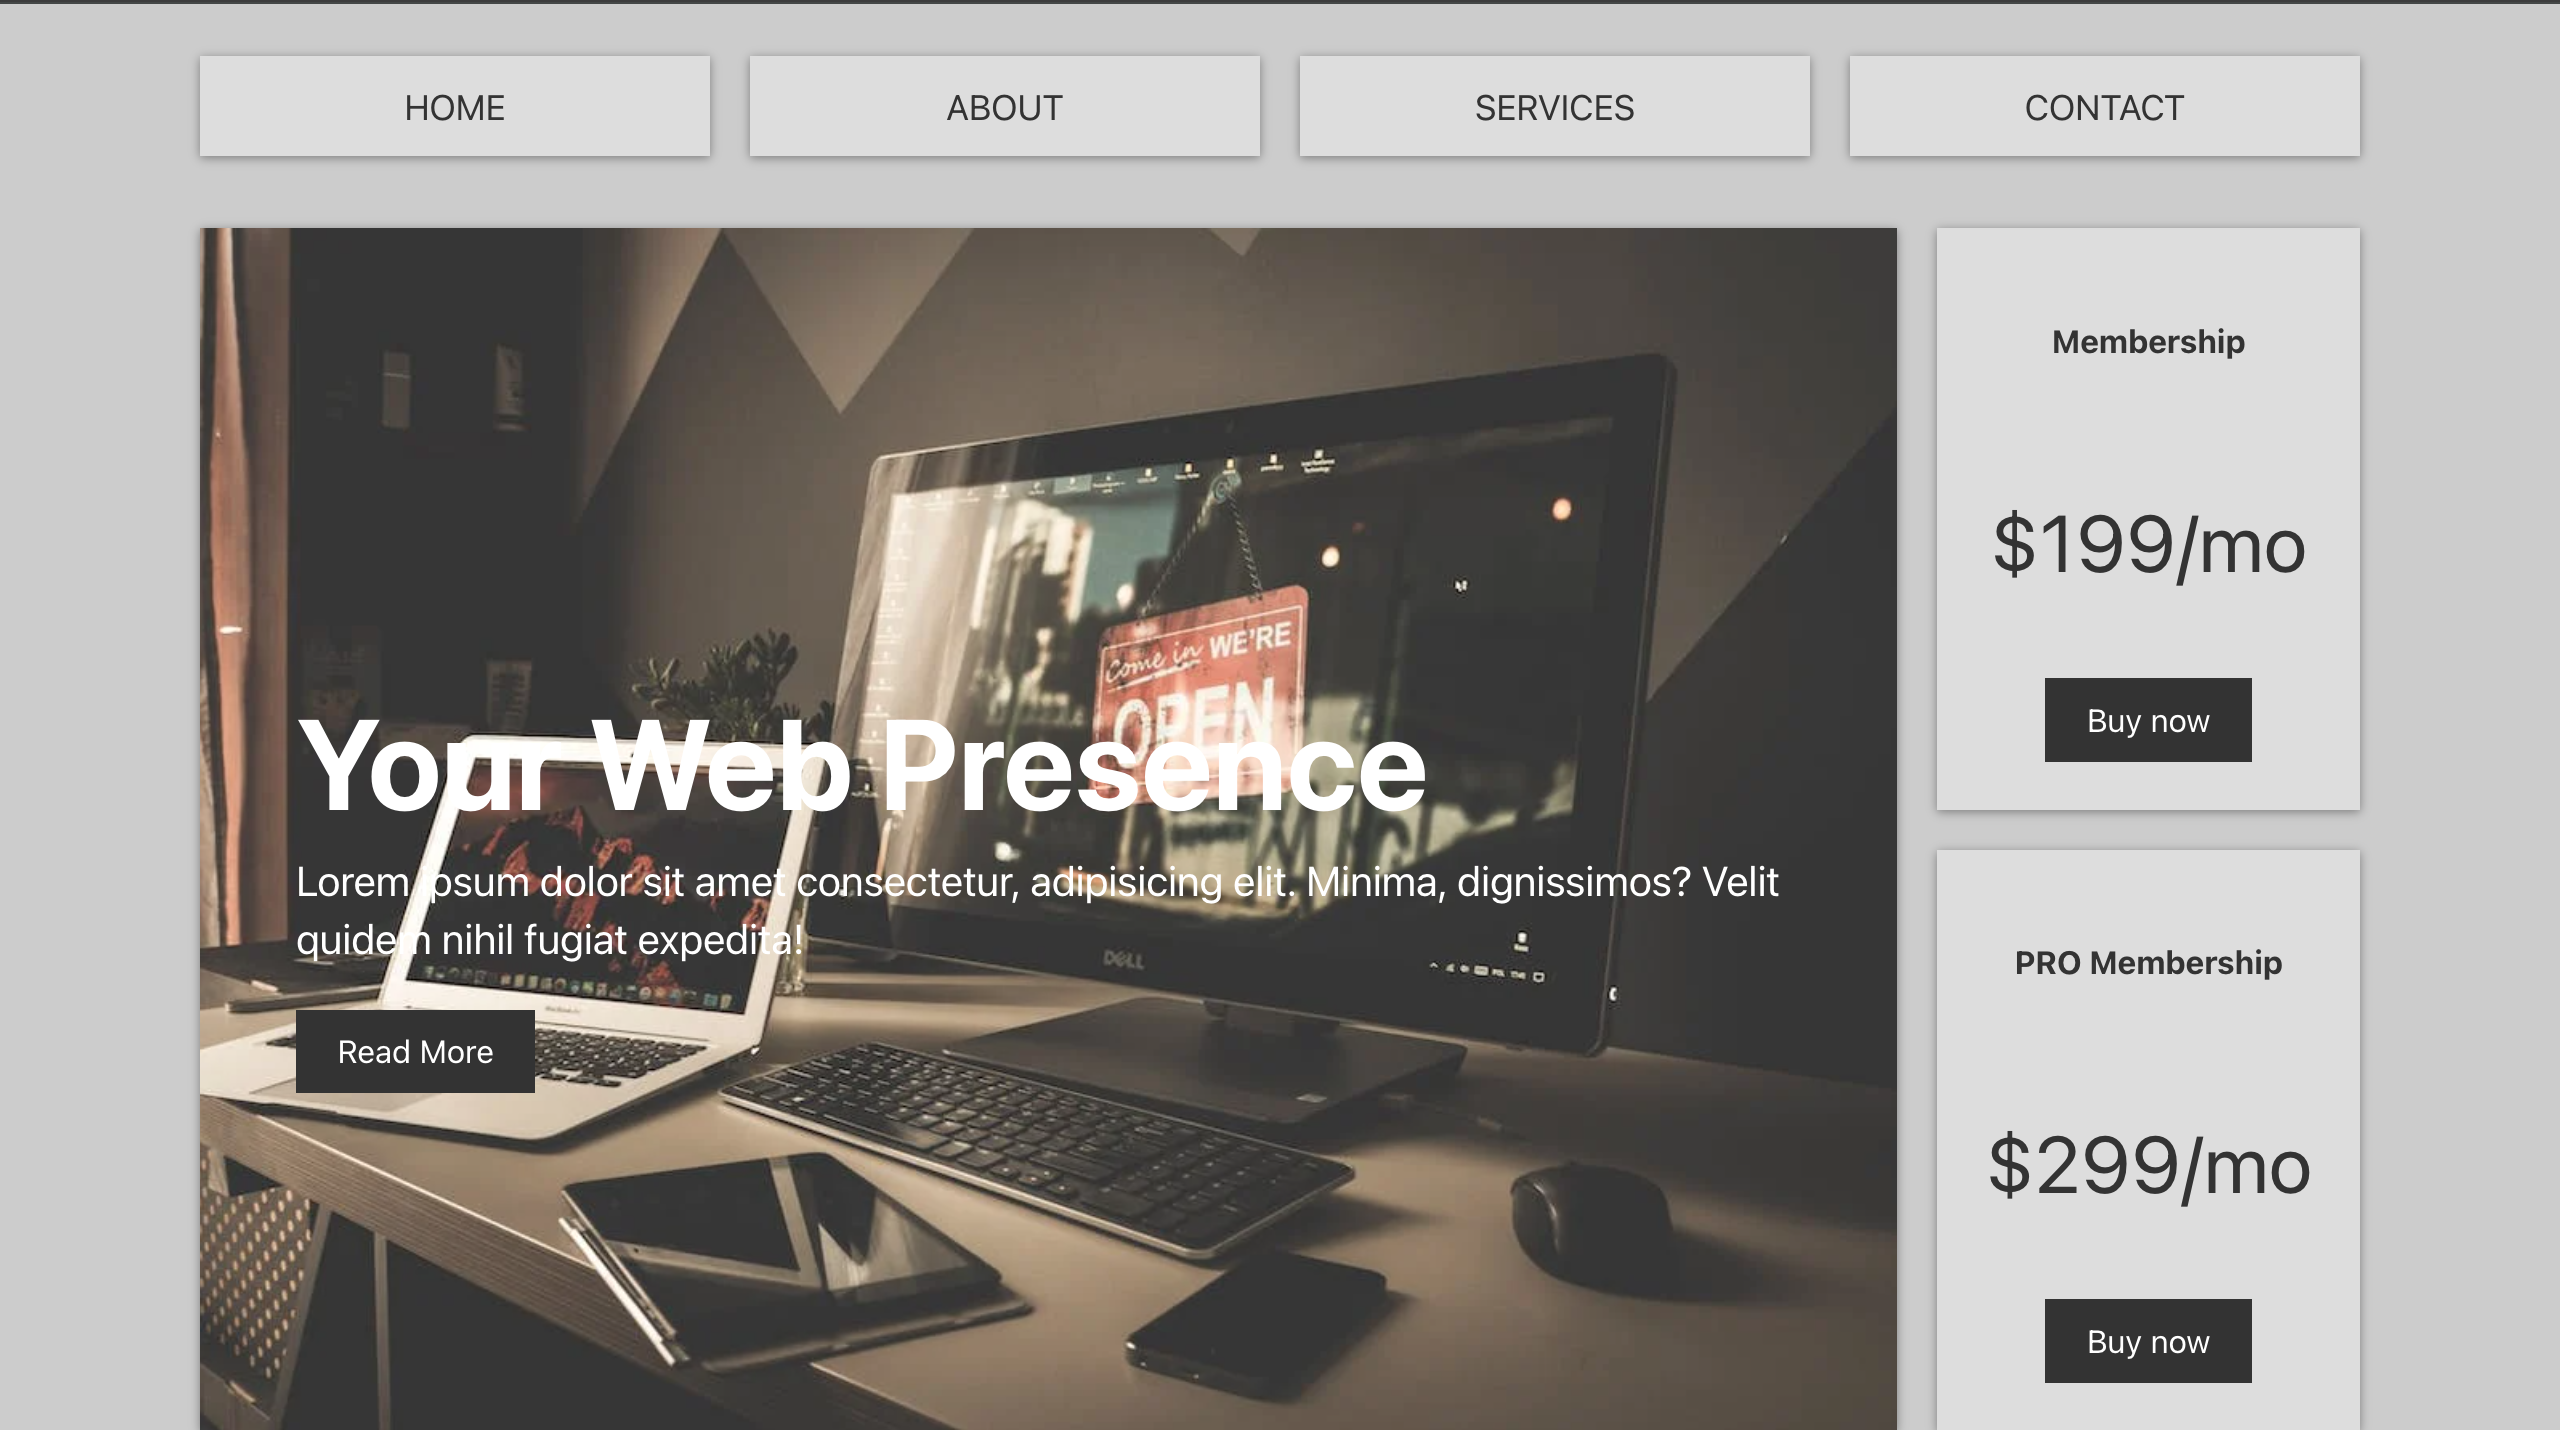 HOME
ABOUT
SERVICES
CONTACT
Come in WE'RE
OPEN
Your Web Presence
Lorem ipsum dolor sit amet consectetur, adipisicing elit. Minima, dignissimos? Velit
quidem nihil fugiat expedita!
DELL
Read More
Membership
$199/mo
Buy now
PRO Membership
$299/mo
Buy now